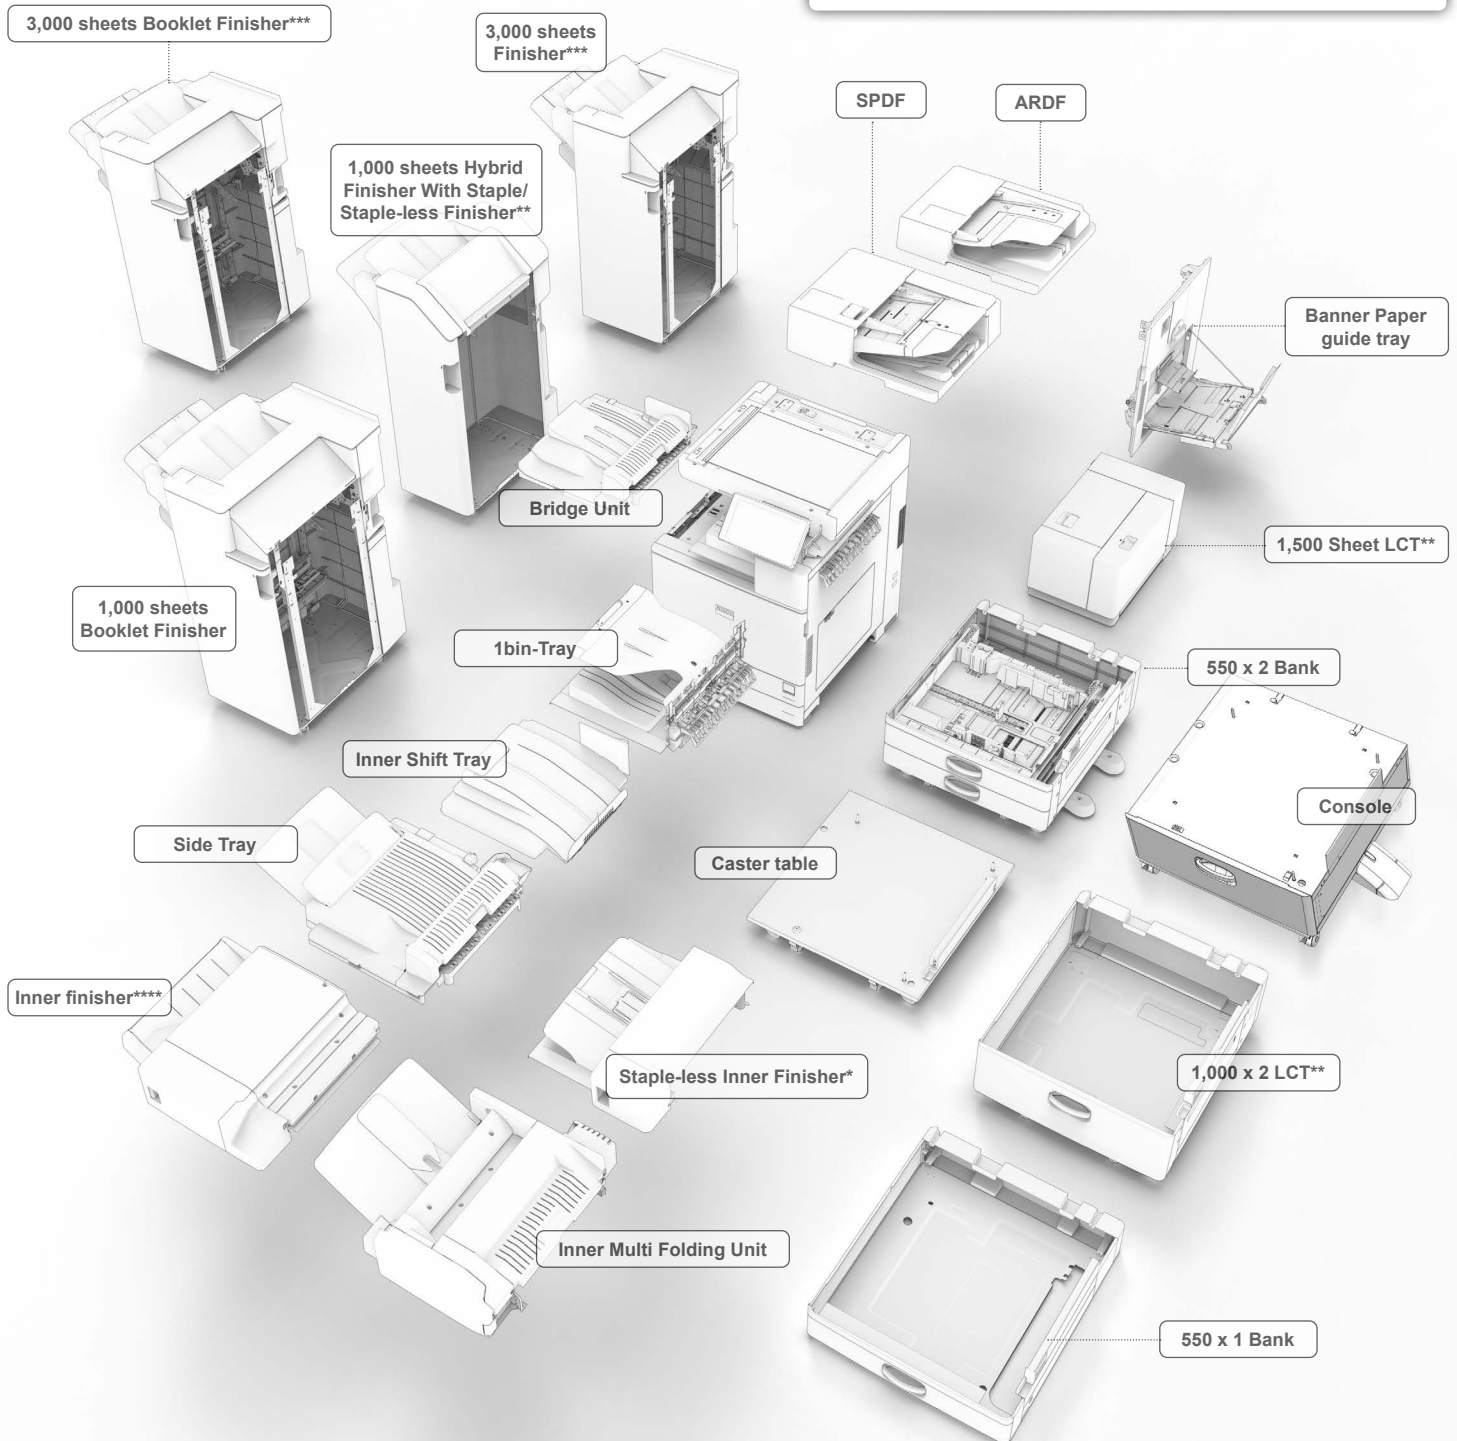 3,000 sheets Booklet Finisher***
3,000 sheets
Finisher***
SPDF
ARDF
1,000 sheets Hybrid
Finisher With Staple/
Staple-less Finisher**
Banner Paper
guide tray
Bridge Unit
1,500 Sheet LCT**
1,000 sheets
Booklet Finisher
1bin-Tray
550 x 2 Bank
Inner Shift Tray
Console
Side Tray
Caster table
Inner finisher****
Staple-less Inner Finisher*
1,000 x 2 LCT**
Inner Multi Folding Unit
550 x 1 Bank